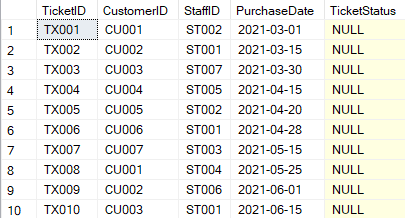 TicketID CustomerID StaffID PurchaseDate TicketStatus
1 TX001 CU001 ST002 2021-03-01 NULL
2 TX002 CU002 ST001 2021-03-15 NULL
3 TX003 CU003 ST007 2021-03-30 NULL
4 TX004 CU004 ST005 2021-04-15 NULL
5 TX005 CU005 ST002 2021-04-20 NULL
6 TX006 CU006 ST001 2021-04-28 NULL
7 TX007 CU007 ST003 2021-05-15 NULL
8 TX008 CU001 ST004 2021-05-25 NULL
9 TX009 CU002 ST006 2021-06-01 NULL
10 TX010 CU003 ST001 2021-06-15 NULL